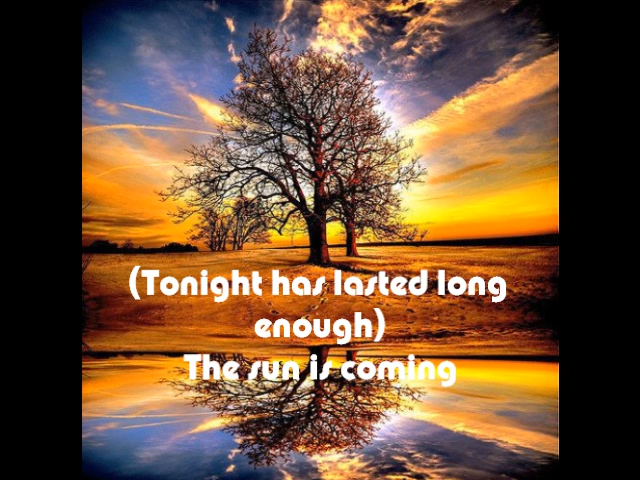 (Tonight has lasted long
enough)
The sun is coming